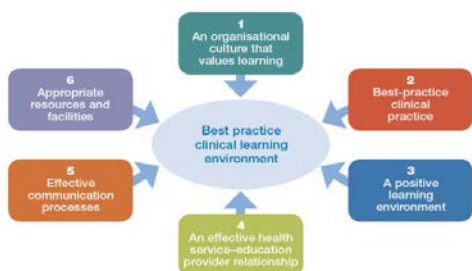 1
An organisational
culture that
values learning
2
Best-practice
clinical
practice
3
A positive
learning
environment
4
An effective health
service–education
provider relationship
5
Effective
communication
processes
6
Appropriate
resources and
facilities
Best practice
clinical learning
environment